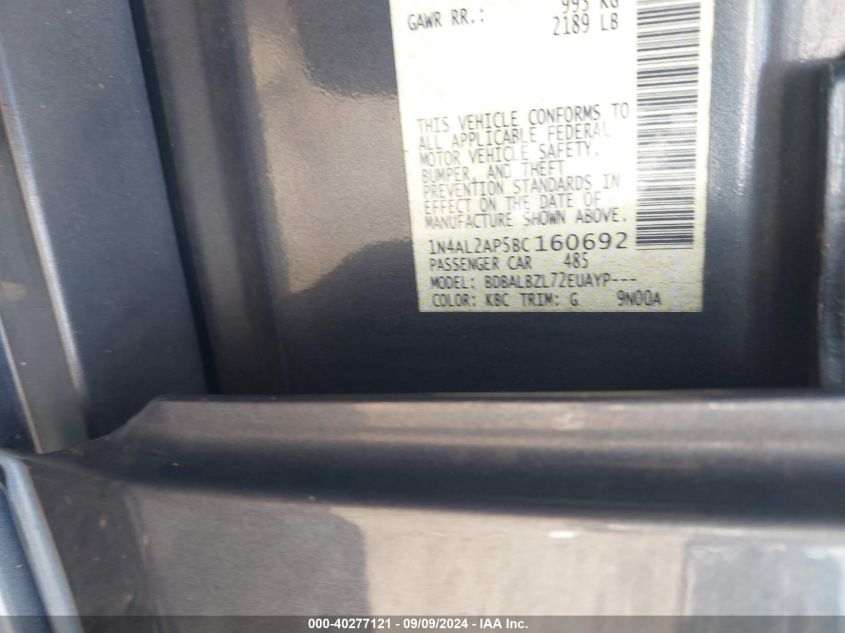 GAWR RR.: 993 KG
2189 LB
THIS VEHICLE CONFORMS TO
ALL APPLICABLE FEDERAL
MOTOR VEHICLE SAFETY,
BUMPER, AND THEFT
PREVENTION STANDARDS IN
EFFECT ON THE DATE OF
MANUFACTURE SHOWN ABOVE.
1N4AL2AP5BC160692
PASSENGER CAR 485
MODEL: BDBALBZL72EUAYP---
COLOR: KBC TRIM: G 9N00A
000-40277121 - 09/09/2024 - IAA Inc.